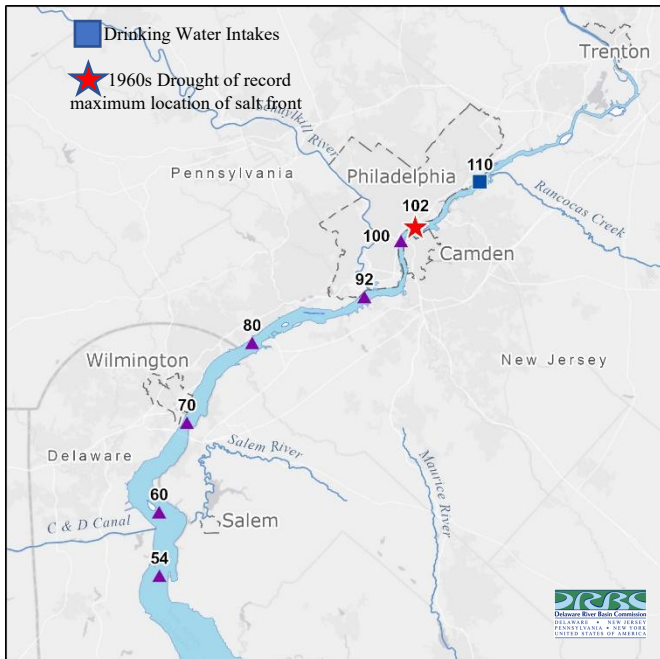 Drinking Water Intakes
1960s Drought of record
maximum location of salt front
Trenton
Schuylkill River
Pennsylvania
Philadelphia
110
Rancocas Creek
102
100
Camden
92
80
New Jersey
Wilmington
70
Delaware
Salem River
Maurice River
60
C & D Canal
Salem
54
DRBC
Delaware River Basin Commission
DELAWARE • NEW JERSEY
PENNSYLVANIA • NEW YORK
UNITED STATES OF AMERICA